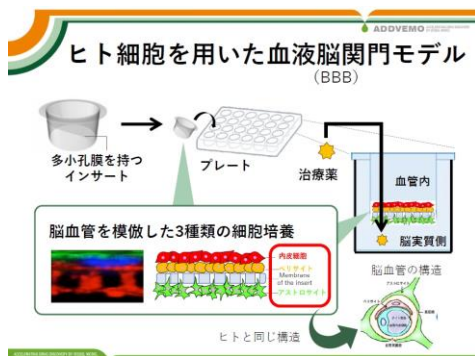 ADDVEMO
ヒト細胞を用いた血液脳関門モデル
(BBB)
多小孔膜を持つ
インサート
プレート
治療薬
血管内
脳実質側
脳血管を模倣した3種類の細胞培養
内皮細胞
ペリサイト
Membrane
of the insert
アストロサイト
脳血管の構造
ヒトと同じ構造